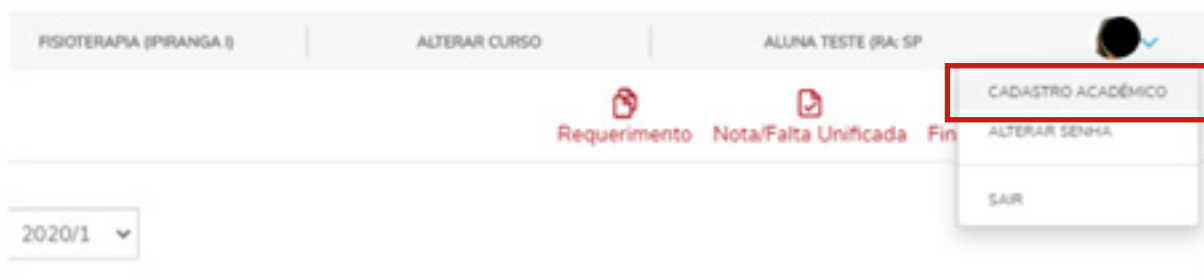 FISIOTERAPIA (IPIRANGA I)
ALTERAR CURSO
ALUNA TESTE (RA: SP
CADASTRO ACADÊMICO
Requerimento
Nota/Falta Unificada
Fin
ALTERAR SENHA
SAIR
2020/1